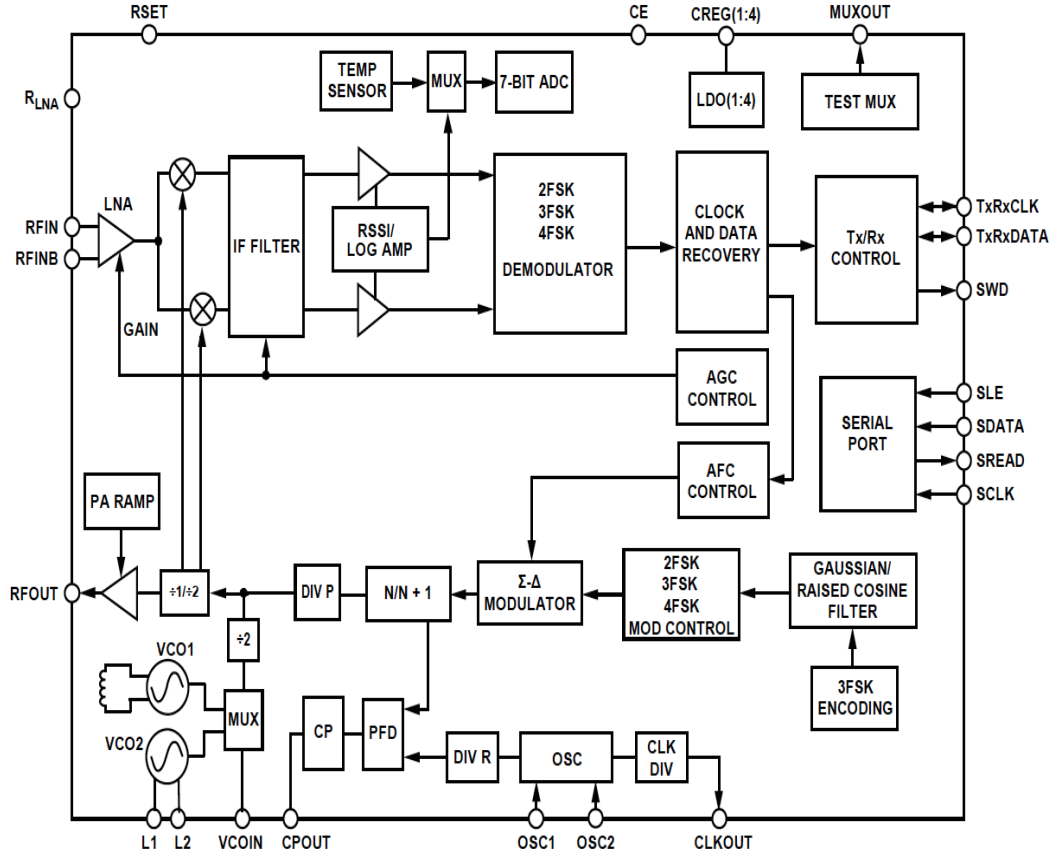 RSET
CE
CREG(1:4)
MUXOUT
TEMP
SENSOR
MUX
7-BIT ADC
LDO(1:4)
TEST MUX
RLNA
LNA
RFIN
RFINB
GAIN
IF FILTER
RSSI/
LOG AMP
2FSK
3FSK
4FSK
DEMODULATOR
CLOCK
AND DATA
RECOVERY
Tx/Rx
CONTROL
TxRxCLK
TxRxDATA
SWD
AGC
CONTROL
SERIAL
PORT
SLE
SDATA
SREAD
SCLK
AFC
CONTROL
PA RAMP
RFOUT
÷1/÷2
DIV P
N/N + 1
Σ-Δ
MODULATOR
2FSK
3FSK
4FSK
MOD CONTROL
GAUSSIAN/
RAISED COSINE
FILTER
÷2
VCO1
MUX
VCO2
CP
PFD
DIV R
OSC
CLK
DIV
3FSK
ENCODING
L1
L2
VCOIN
CPOUT
OSC1
OSC2
CLKOUT